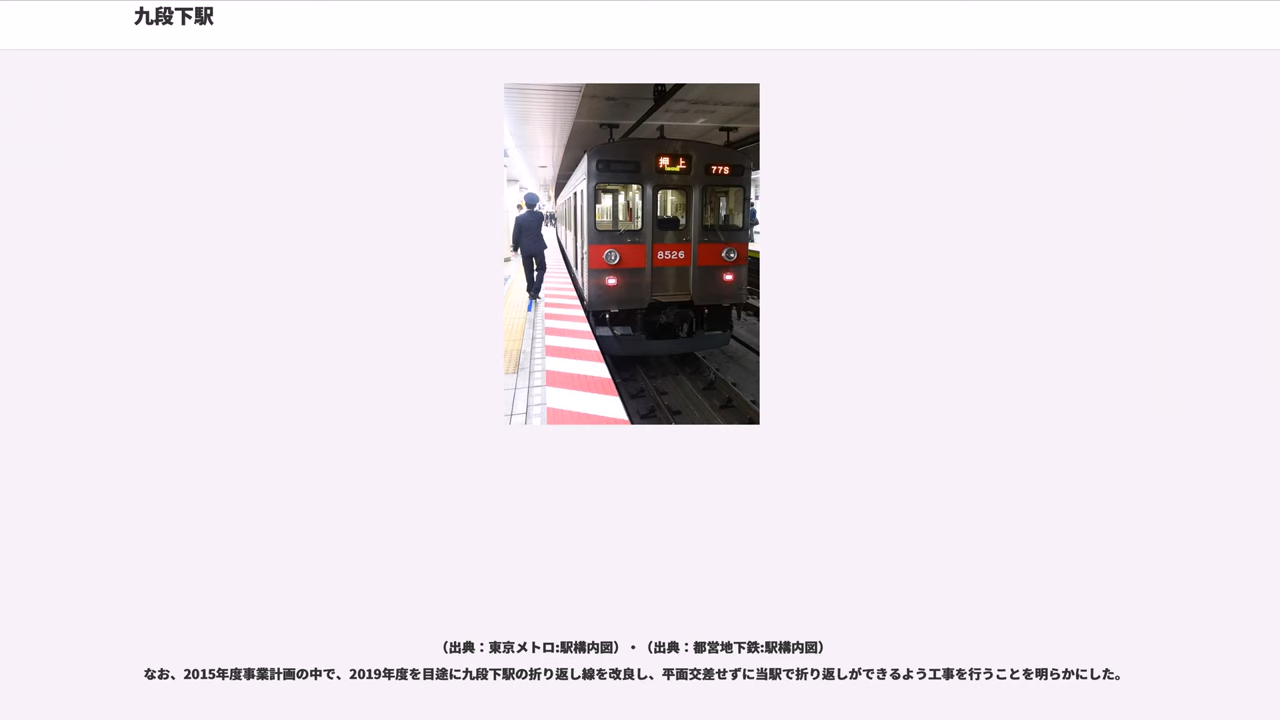 九段下駅
押上
77S
8526
（出典：東京メトロ:駅構内図）・（出典：都営地下鉄:駅構内図）
なお、2015年度事業計画の中で、2019年度を目途に九段下駅の折り返し線を改良し、平面交差せずに当駅で折り返しができるよう工事を行うことを明らかにした。